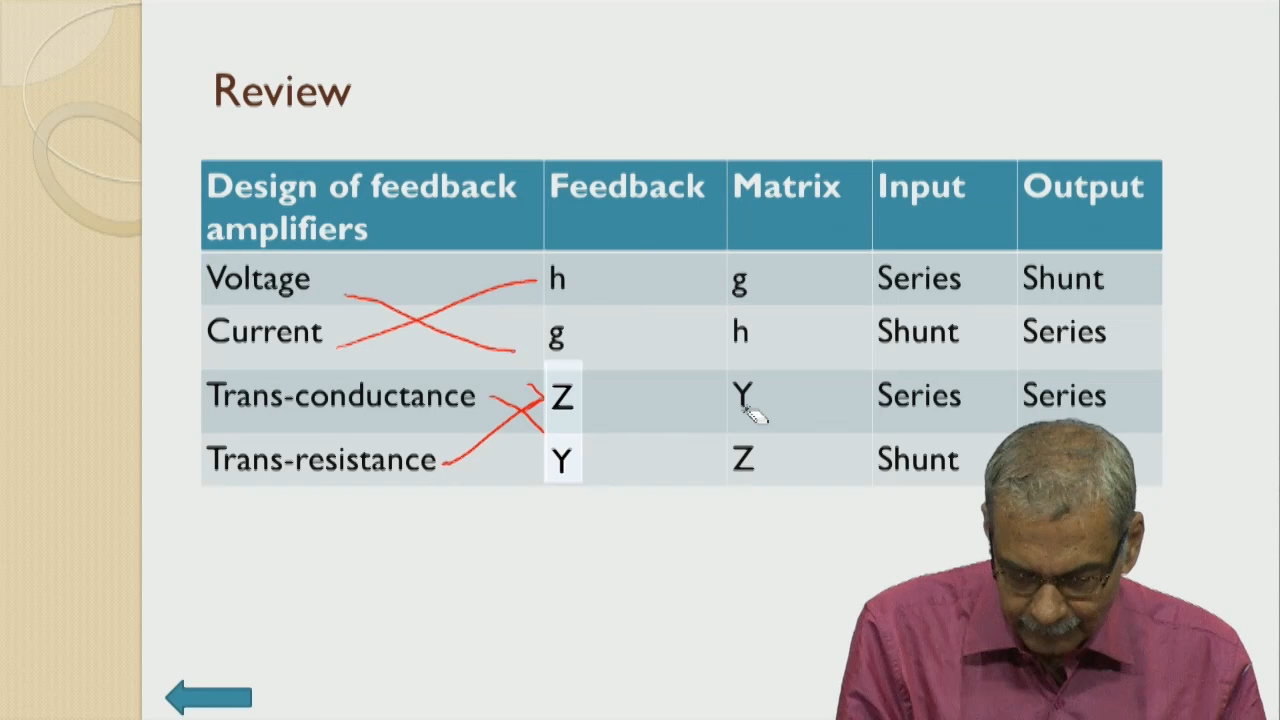 Review
Design of feedback amplifiers Feedback Matrix Input Output
Voltage h g Series Shunt
Current g h Shunt Series
Trans-conductance Z Y Series Series
Trans-resistance Y Z Shunt